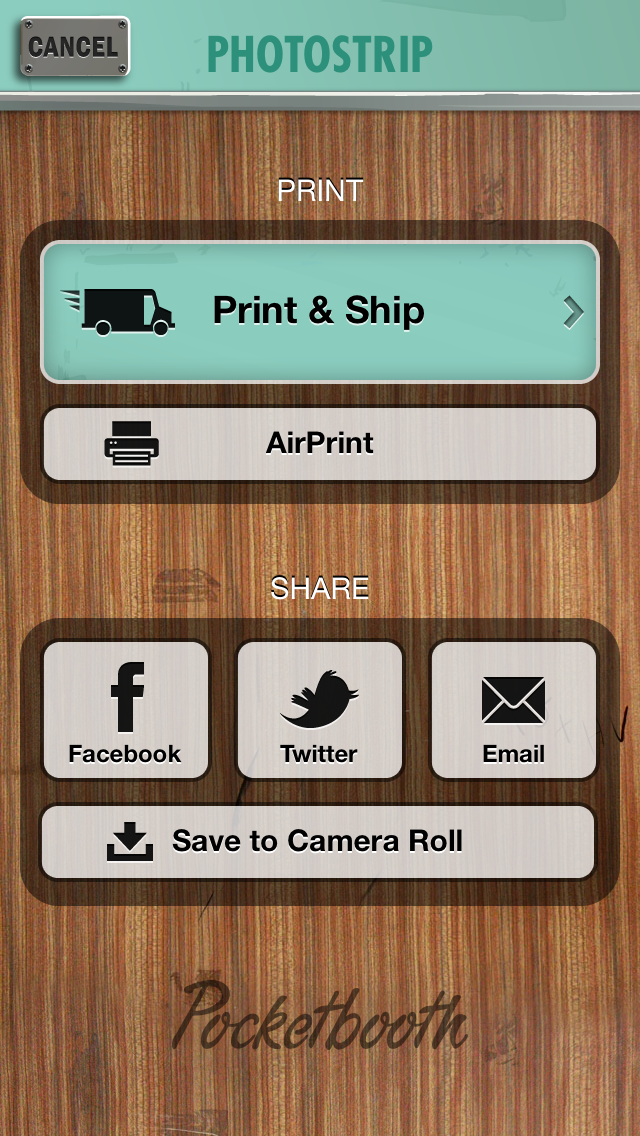 CANCEL
PHOTOSTRIP
PRINT
Print & Ship
AirPrint
SHARE
Facebook
Twitter
Email
Save to Camera Roll
Pocketbooth